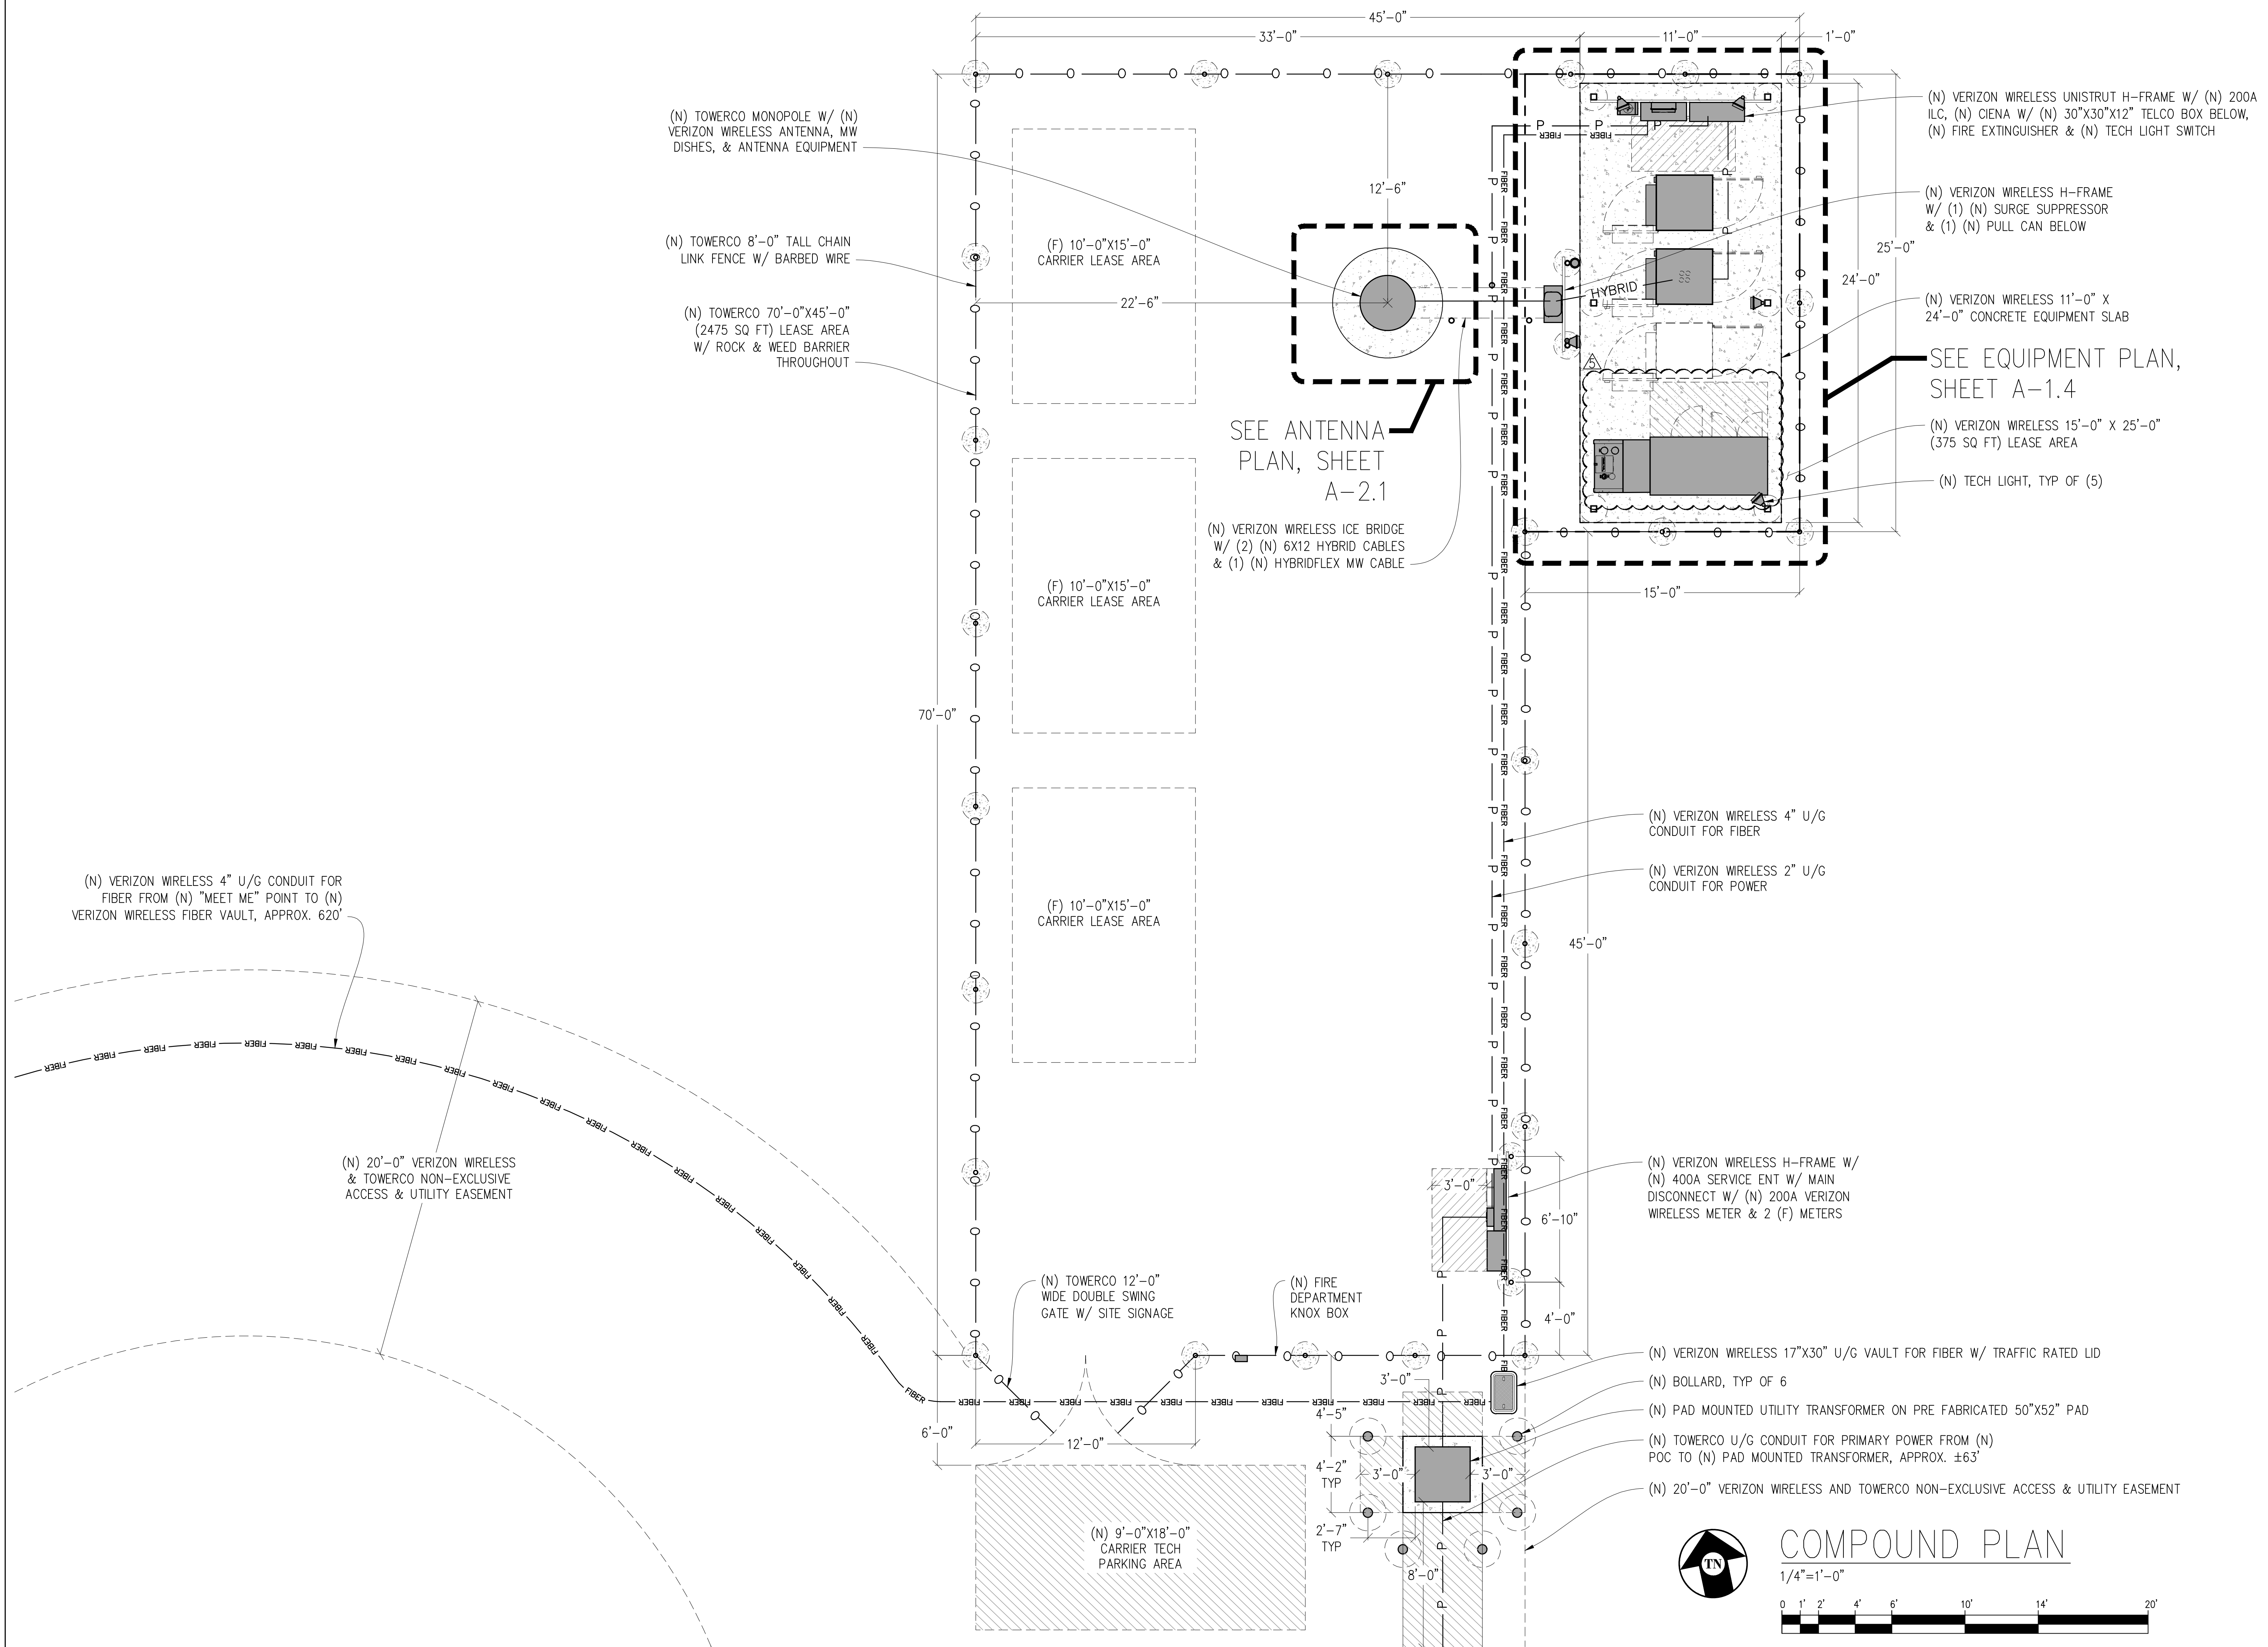 45'-0"
33'-0"
11'-0"
1'-0"
(N) TOWERCO MONOPOLE W/ (N)
VERIZON WIRELESS ANTENNA, MW
DISHES, & ANTENNA EQUIPMENT
(N) TOWERCO 8'-0" TALL CHAIN
LINK FENCE W/ BARBED WIRE
(N) TOWERCO 70'-0"X45'-0"
(2475 SQ FT) LEASE AREA
W/ ROCK & WEED BARRIER
THROUGHOUT
(F) 10'-0"X15'-0"
CARRIER LEASE AREA
12'-6"
22'-6"
HYBRID
5
(N) VERIZON WIRELESS UNISTRUT H-FRAME W/ (N) 200A
ILC, (N) CIENA W/ (N) 30"X30"X12" TELCO BOX BELOW,
(N) FIRE EXTINGUISHER & (N) TECH LIGHT SWITCH
(N) VERIZON WIRELESS H-FRAME
W/ (1) (N) SURGE SUPPRESSOR
& (1) (N) PULL CAN BELOW
25'-0"
24'-0"
(N) VERIZON WIRELESS 11'-0" X
24'-0" CONCRETE EQUIPMENT SLAB
SEE EQUIPMENT PLAN,
SHEET A-1.4
(N) VERIZON WIRELESS 15'-0" X 25'-0"
(375 SQ FT) LEASE AREA
(N) TECH LIGHT, TYP OF (5)
SEE ANTENNA
PLAN, SHEET
A-2.1
(N) VERIZON WIRELESS ICE BRIDGE
W/ (2) (N) 6X12 HYBRID CABLES
& (1) (N) HYBRIDFLEX MW CABLE
15'-0"
(F) 10'-0"X15'-0"
CARRIER LEASE AREA
70'-0"
(F) 10'-0"X15'-0"
CARRIER LEASE AREA
P
FIBER
(N) VERIZON WIRELESS 4" U/G
CONDUIT FOR FIBER
(N) VERIZON WIRELESS 2" U/G
CONDUIT FOR POWER
45'-0"
(N) VERIZON WIRELESS 4" U/G CONDUIT FOR
FIBER FROM (N) "MEET ME" POINT TO (N)
VERIZON WIRELESS FIBER VAULT, APPROX. 620'
FIBER
(N) 20'-0" VERIZON WIRELESS
& TOWERCO NON-EXCLUSIVE
ACCESS & UTILITY EASEMENT
3'-0"
6'-10"
4'-0"
(N) VERIZON WIRELESS H-FRAME W/
(N) 400A SERVICE ENT W/ MAIN
DISCONNECT W/ (N) 200A VERIZON
WIRELESS METER & 2 (F) METERS
(N) TOWERCO 12'-0"
WIDE DOUBLE SWING
GATE W/ SITE SIGNAGE
(N) FIRE
DEPARTMENT
KNOX BOX
(N) VERIZON WIRELESS 17"X30" U/G VAULT FOR FIBER W/ TRAFFIC RATED LID
(N) BOLLARD, TYP OF 6
(N) PAD MOUNTED UTILITY TRANSFORMER ON PRE FABRICATED 50"X52" PAD
(N) TOWERCO U/G CONDUIT FOR PRIMARY POWER FROM (N)
POC TO (N) PAD MOUNTED TRANSFORMER, APPROX. ±63'
(N) 20'-0" VERIZON WIRELESS AND TOWERCO NON-EXCLUSIVE ACCESS & UTILITY EASEMENT
6'-0"
12'-0"
3'-0"
4'-5"
4'-2"
TYP
3'-0"
3'-0"
2'-7"
TYP
8'-0"
(N) 9'-0"X18'-0"
CARRIER TECH
PARKING AREA
TN
COMPOUND PLAN
1/4"=1'-0"
0 1' 2' 4' 6' 10' 14' 20'